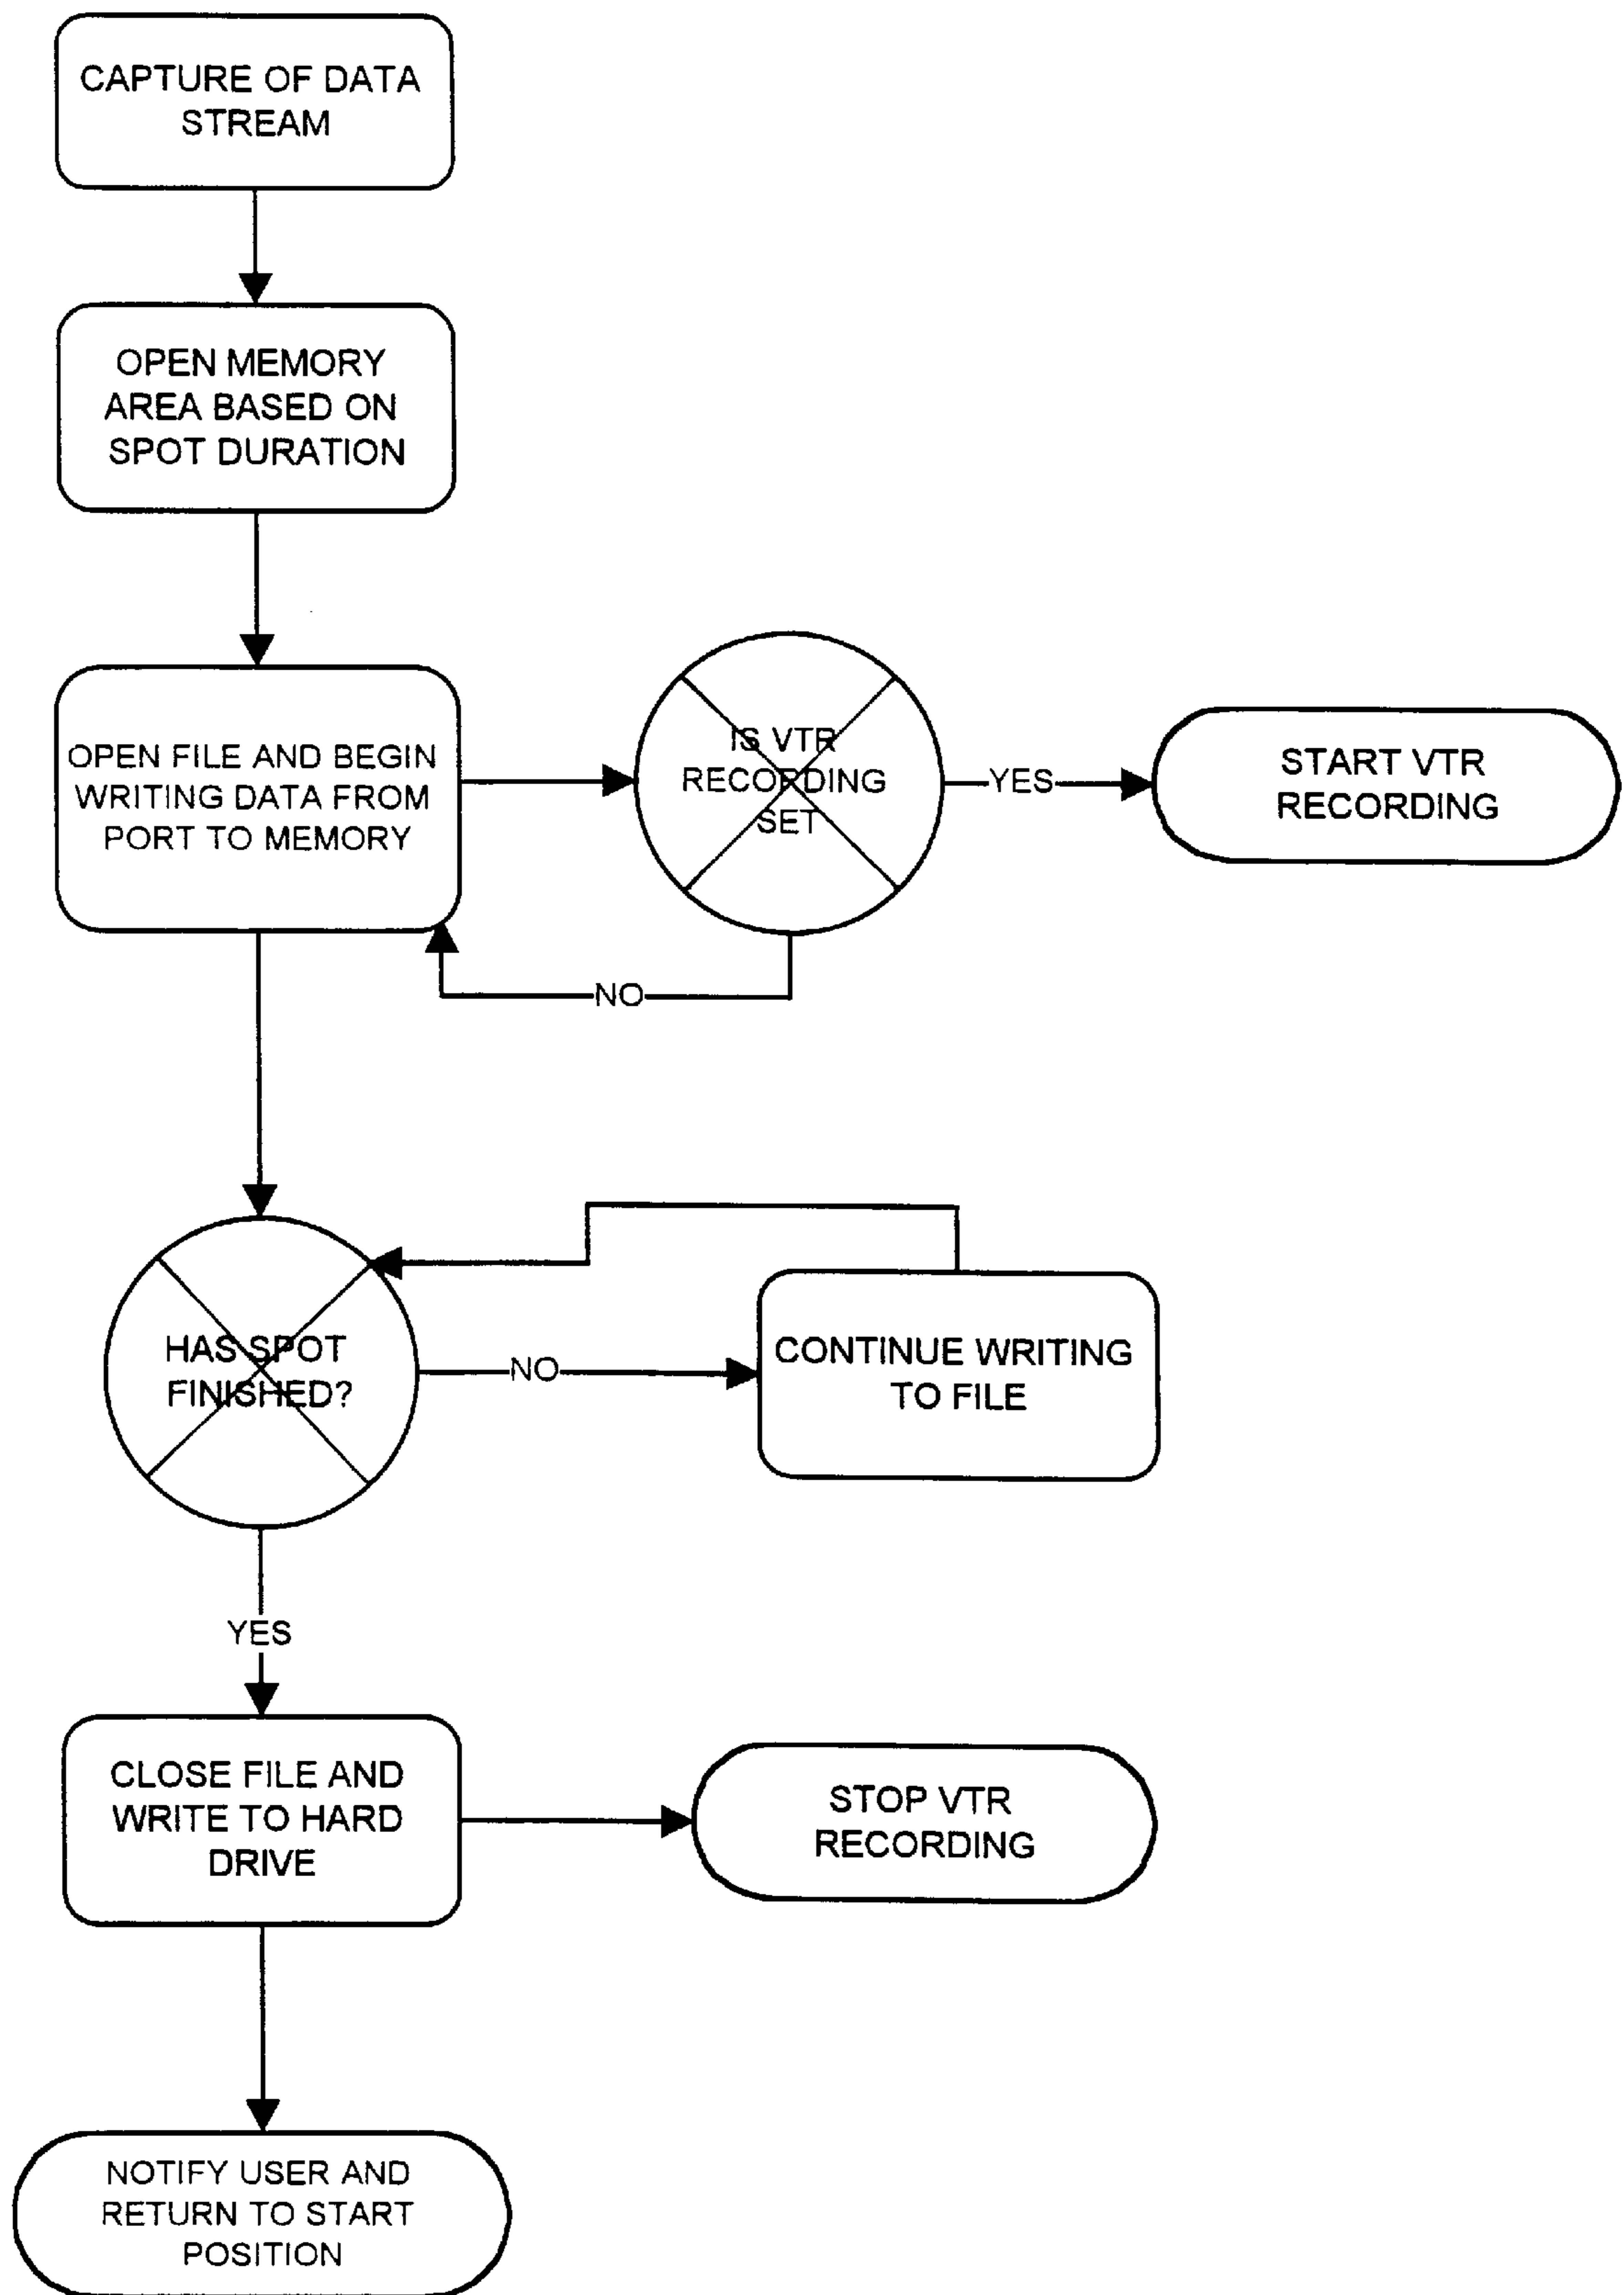 CAPTURE OF DATA
STREAM
OPEN MEMORY
AREA BASED ON
SPOT DURATION
OPEN FILE AND BEGIN
WRITING DATA FROM
PORT TO MEMORY
IS VTR
RECORDING
SET
YES
START VTR
RECORDING
NO
HAS SPOT
FINISHED?
NO
CONTINUE WRITING
TO FILE
YES
CLOSE FILE AND
WRITE TO HARD
DRIVE
STOP VTR
RECORDING
NOTIFY USER AND
RETURN TO START
POSITION